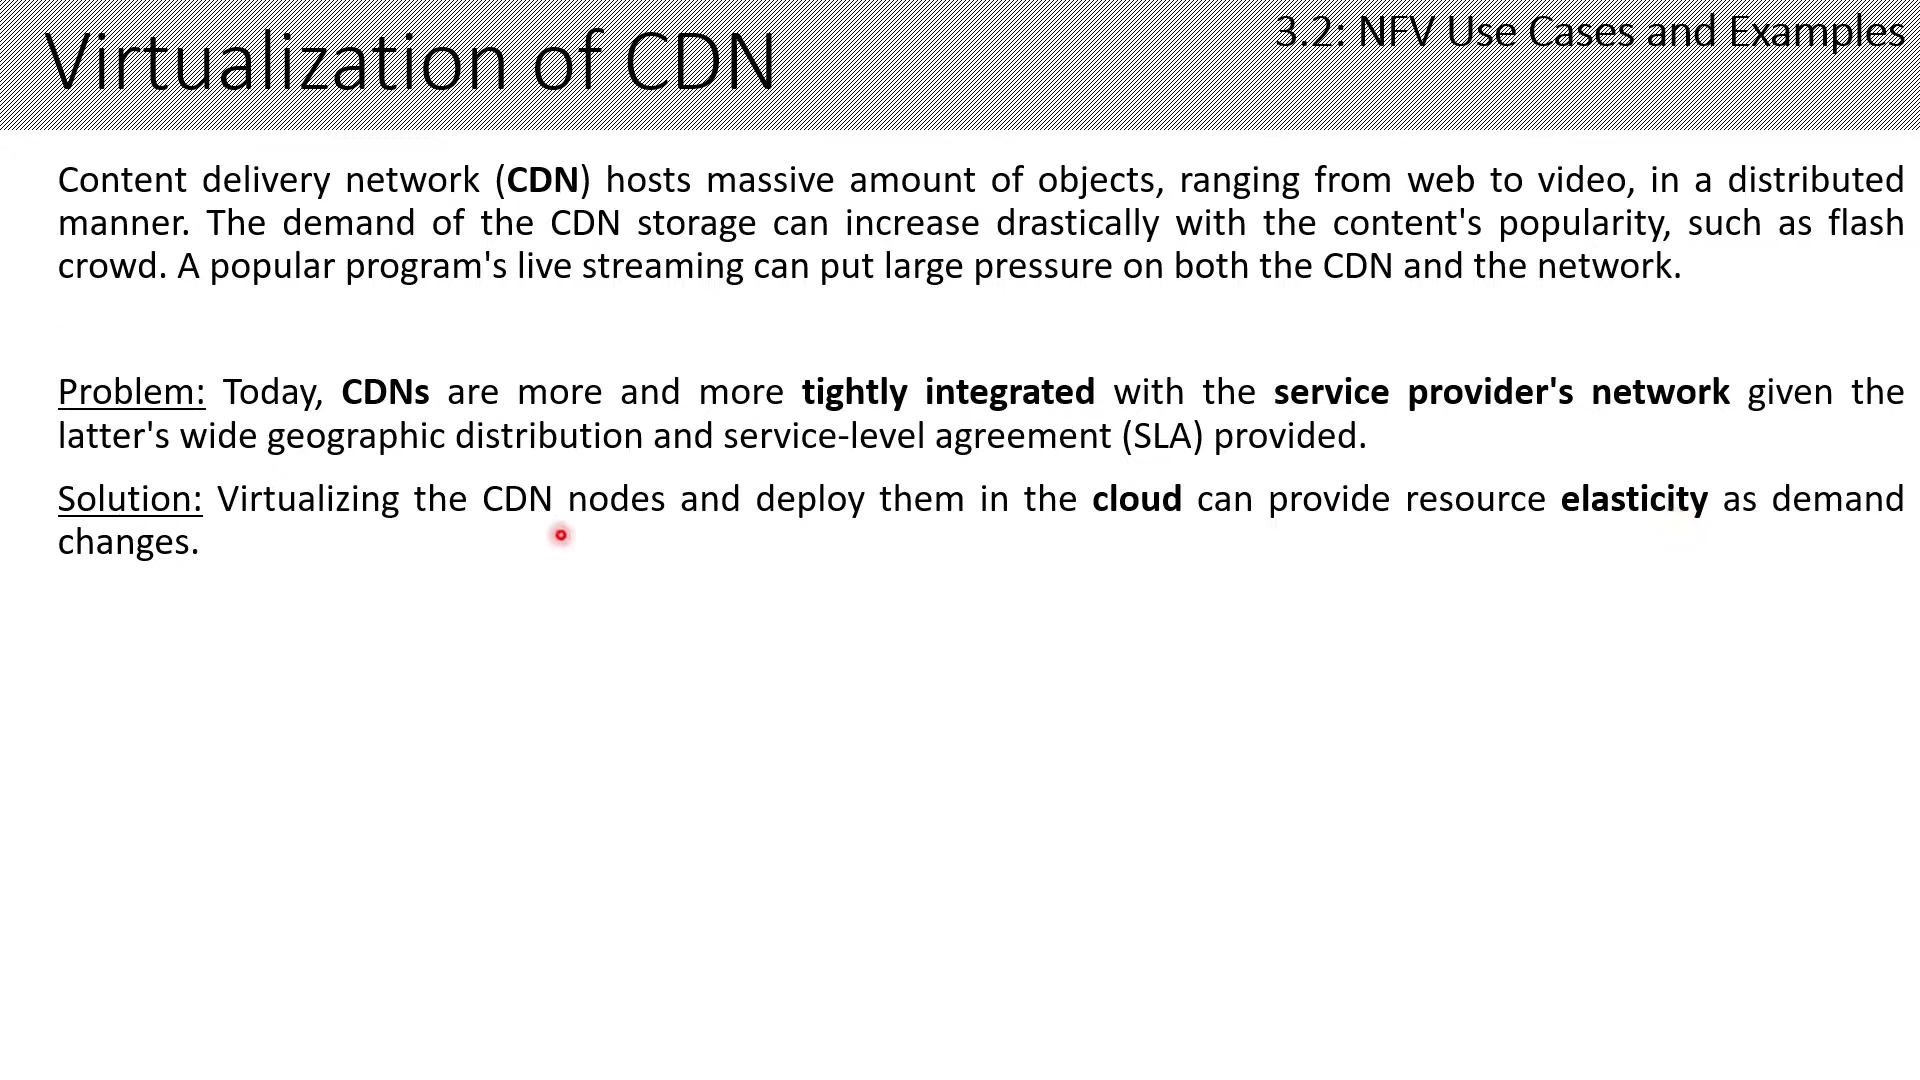 Virtualization of CDN
3.2: NFV Use Cases and Examples
Content delivery network (CDN) hosts massive amount of objects, ranging from web to video, in a distributed
manner. The demand of the CDN storage can increase drastically with the content's popularity, such as flash
crowd. A popular program's live streaming can put large pressure on both the CDN and the network.
Problem: Today, CDNs are more and more tightly integrated with the service provider's network given the
latter's wide geographic distribution and service-level agreement (SLA) provided.
Solution: Virtualizing the CDN nodes and deploy them in the cloud can provide resource elasticity as demand
changes.